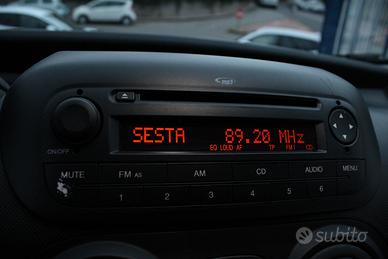 mp3
SESTA 89.20 MHz
EQ LOUD AF TP FM I CD
ON/OFF
MUTE FM AS AM CD AUDIO MENU
1 2 3 4 5 6
subito